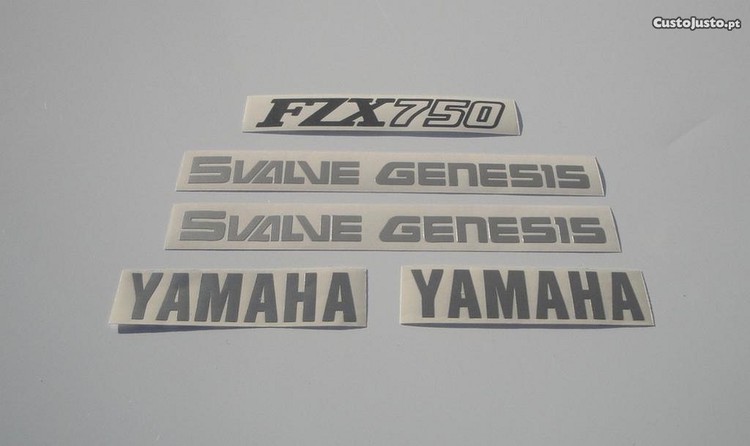 CustoJusto.pt
FZX750
5VALVE GENESIS
5VALVE GENESIS
YAMAHA YAMAHA